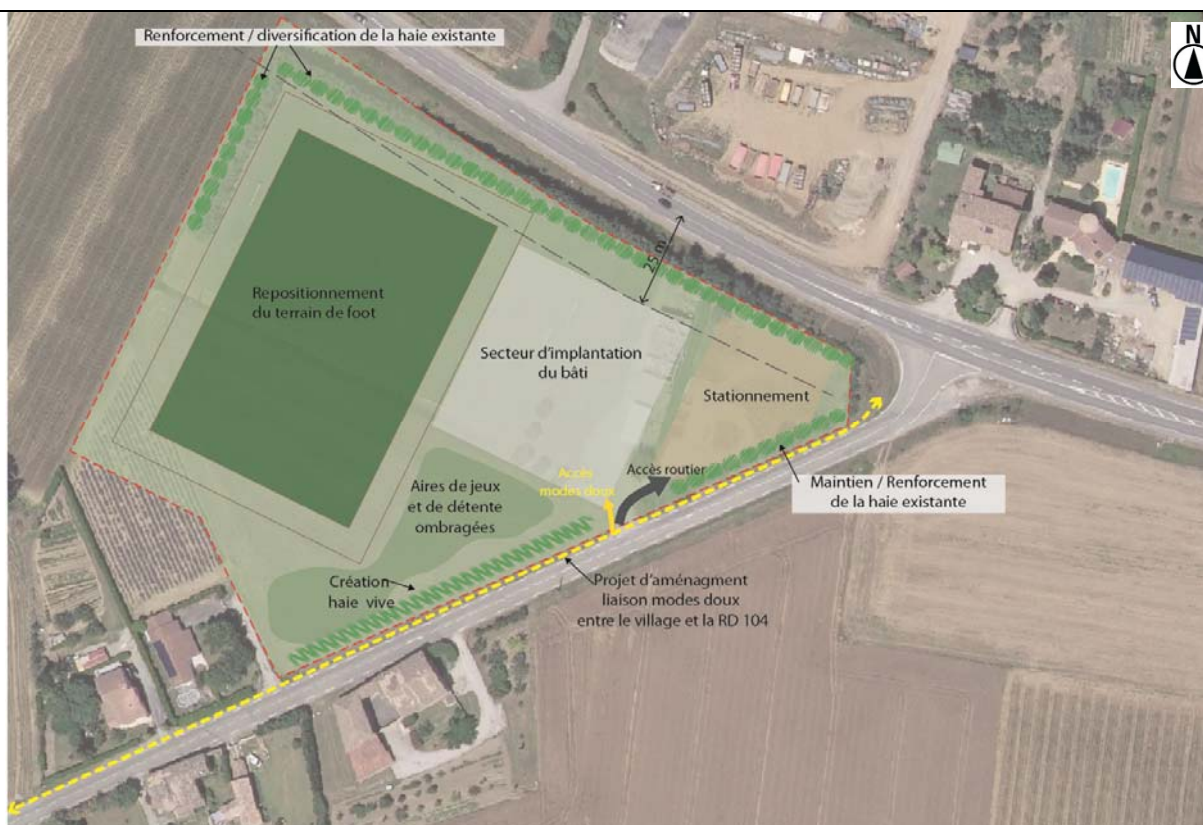 Renforcement / diversification de la haie existante
N
25 m
Repositionnement
du terrain de foot
Secteur d'implantation
du bâti
Stationnement
Accès
modes doux
Accès routier
Maintien / Renforcement
de la haie existante
Aires de jeux
et de détente
ombragées
Création
haie vive
Projet d'aménagment
liaison modes doux
entre le village et la RD 104